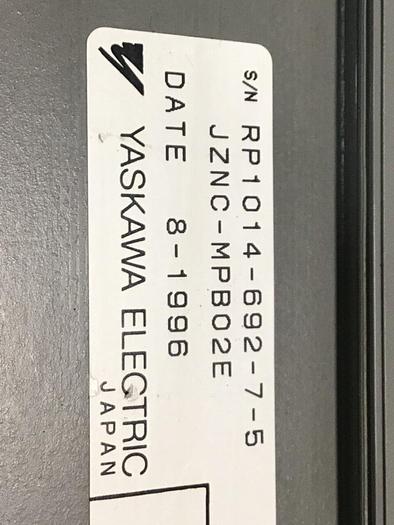 S/N RP1014-692-7-5
JZNC-MPB02E
DATE 8-1996
YASKAWA ELECTRIC
JAPAN